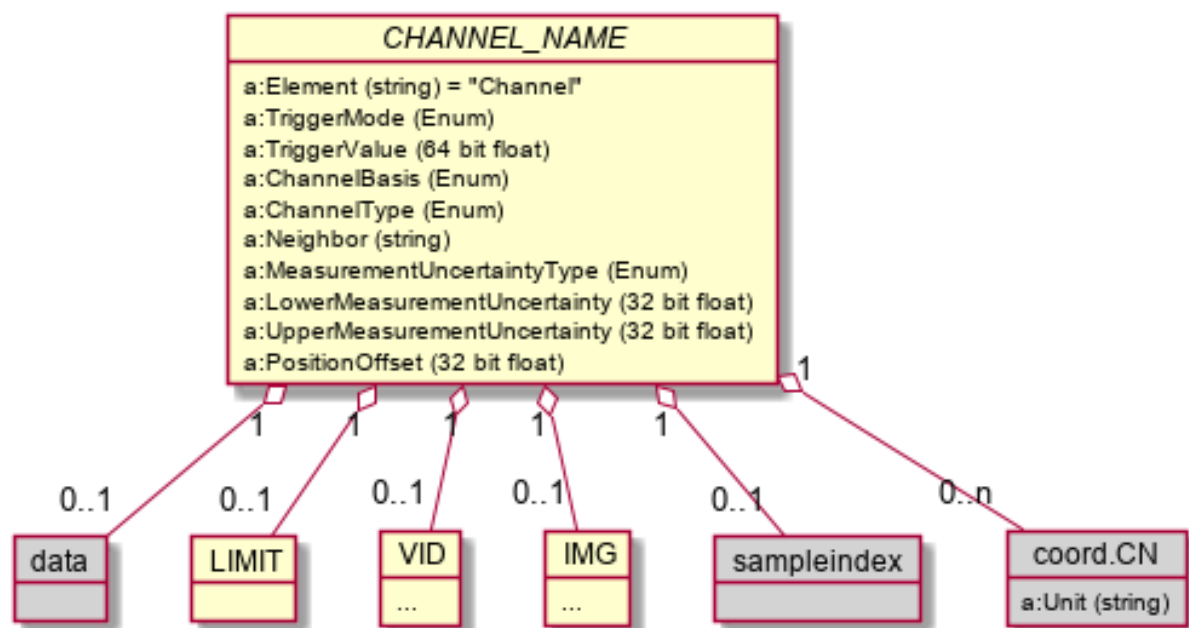 CHANNEL_NAME
a:Element (string) = "Channel"
a:TriggerMode (Enum)
a:TriggerValue (64 bit float)
a:ChannelBasis (Enum)
a:ChannelType (Enum)
a:Neighbor (string)
a:MeasurementUncertaintyType (Enum)
a:LowerMeasurementUncertainty (32 bit float)
a:UpperMeasurementUncertainty (32 bit float)
a:PositionOffset (32 bit float)
1 1 1 1 1 1
0..1 0..1 0..1 0..1 0..1 0..n
data LIMIT VID IMG sampleindex coord.CN
... ... a:Unit (string)